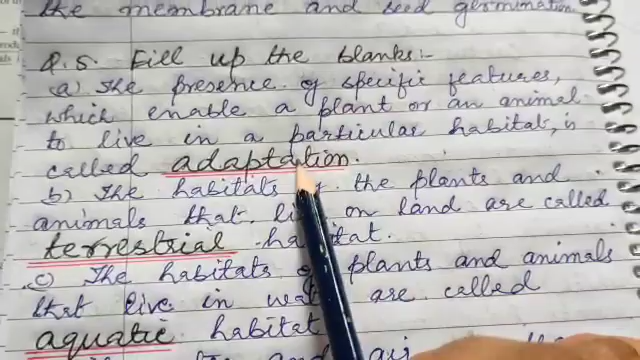 the membrane and seed germination
Q.5. Fill up the blanks:-
(a) The presence of specific features,
which enable a plant or an animal
to live in a particular habitat, is
called adaptation.
b) The habitats of the plants and
animals that live on land are called
terrestrial habitat.
c) The habitats of plants and animals
that live in water are called
aquatic habitat